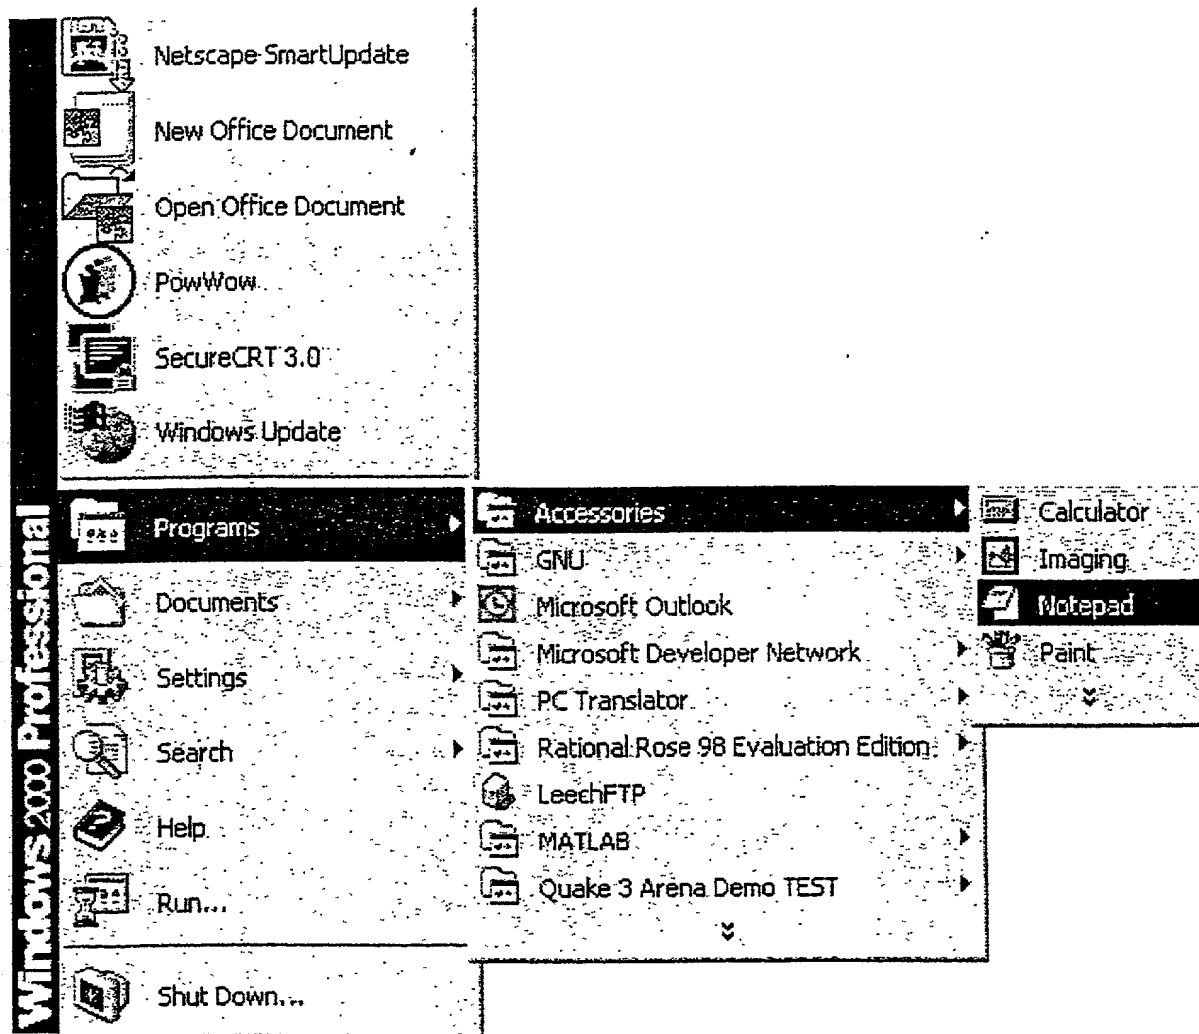 Netscape SmartUpdate
New Office Document
Open Office Document
PowWow
SecureCRT 3.0
Windows Update
Windows 2000 Professional
Programs
Documents
Settings
Search
Help
Run...
Shut Down...
Accessories
GNU
Microsoft Outlook
Microsoft Developer Network
PC Translator
Rational Rose 98 Evaluation Edition
LeechFTP
MATLAB
Quake 3 Arena Demo TEST
Calculator
Imaging
Notepad
Paint